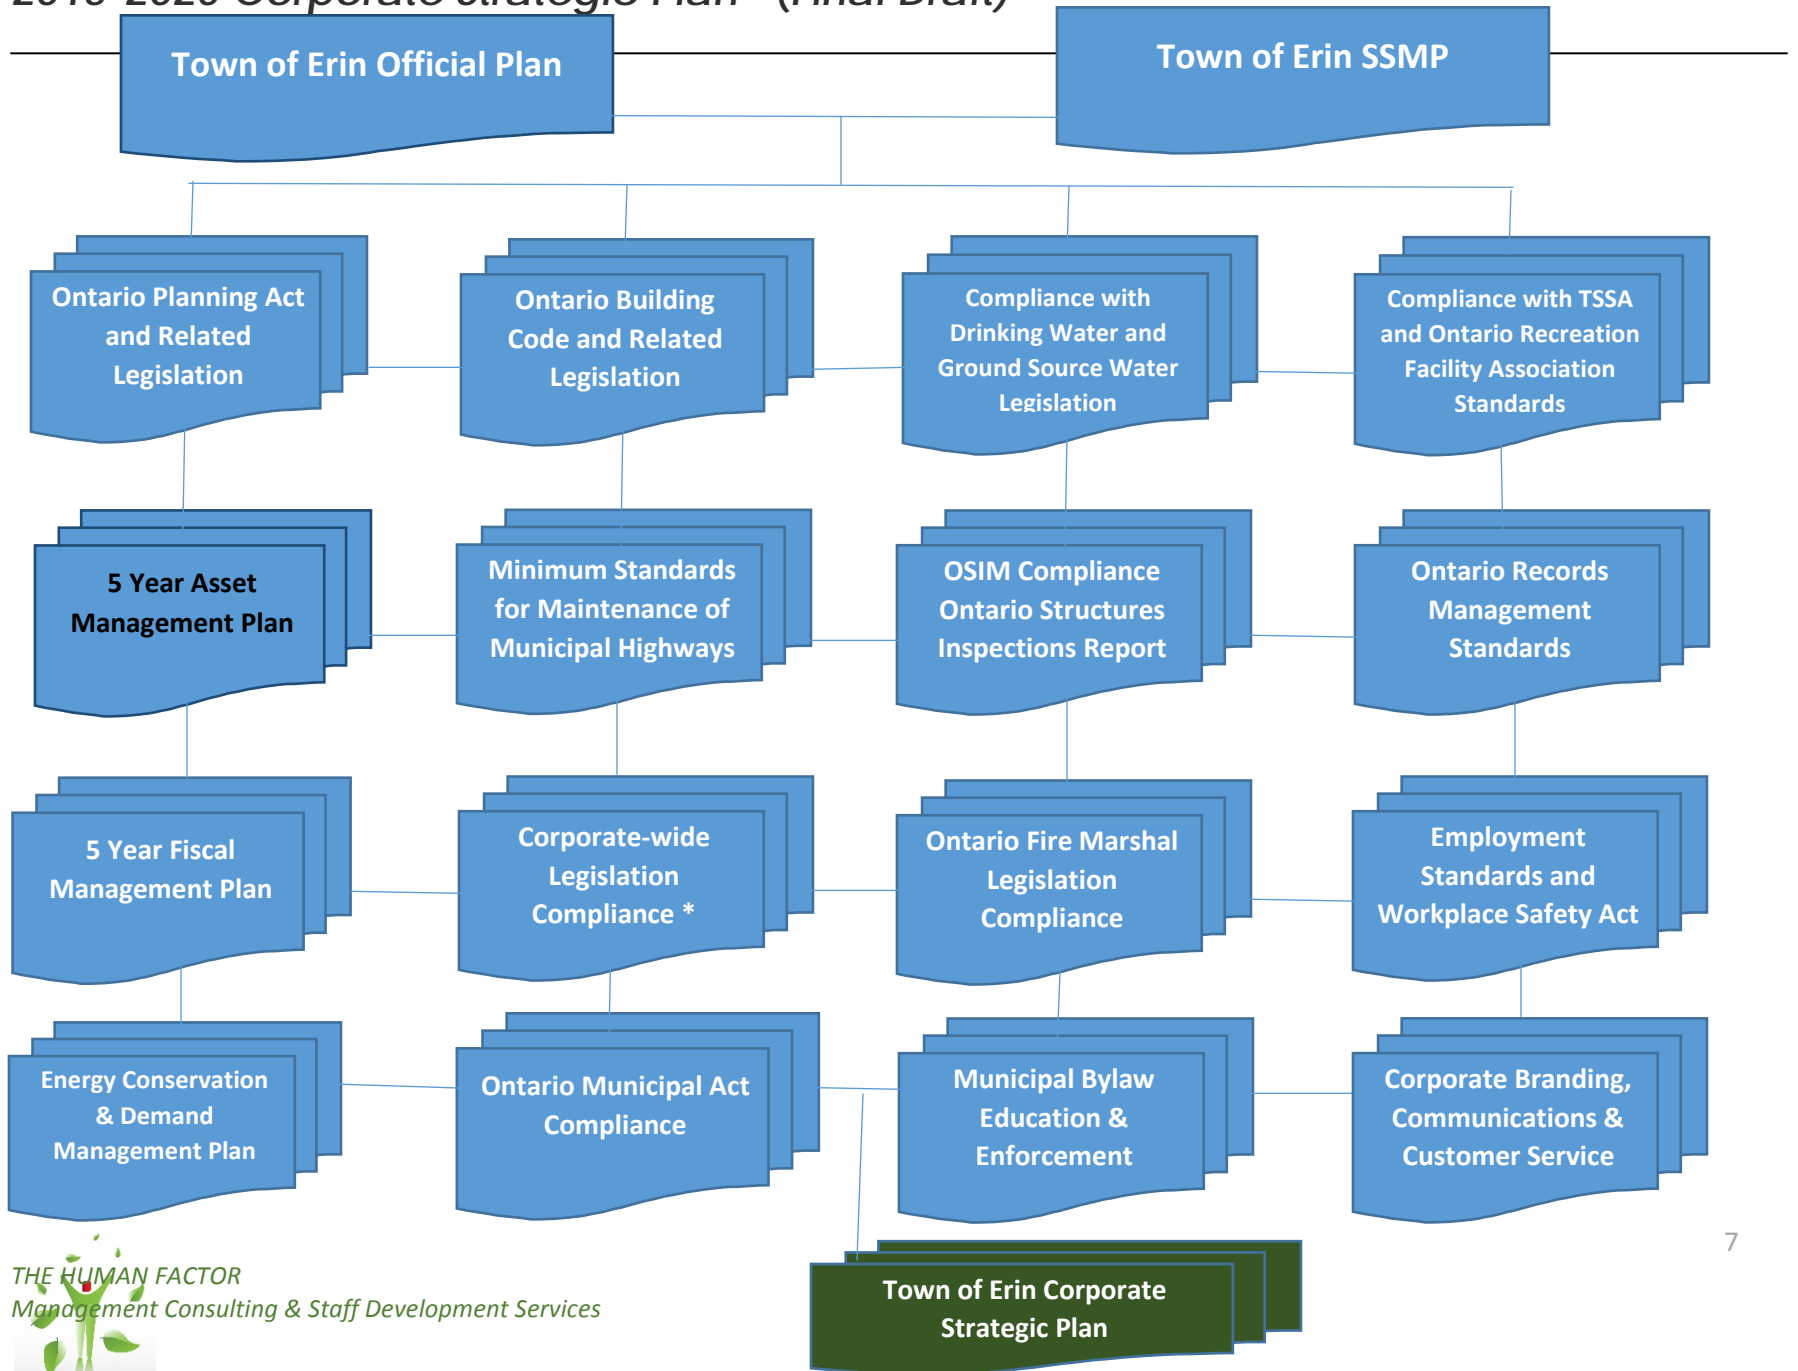 Corporate Strategic Plan (Final Draft)
Town of Erin Official Plan
Town of Erin SSMP
Ontario Planning Act
and Related
Legislation
Ontario Building
Code and Related
Legislation
Compliance with
Drinking Water and
Ground Source Water
Legislation
Compliance with TSSA
and Ontario Recreation
Facility Association
Standards
5 Year Asset
Management Plan
Minimum Standards
for Maintenance of
Municipal Highways
OSIM Compliance
Ontario Structures
Inspections Report
Ontario Records
Management
Standards
5 Year Fiscal
Management Plan
Corporate-wide
Legislation
Compliance *
Ontario Fire Marshal
Legislation
Compliance
Employment
Standards and
Workplace Safety Act
Energy Conservation
& Demand
Management Plan
Ontario Municipal Act
Compliance
Municipal Bylaw
Education &
Enforcement
Corporate Branding,
Communications &
Customer Service
7
THE HUMAN FACTOR
Management Consulting & Staff Development Services
Town of Erin Corporate
Strategic Plan